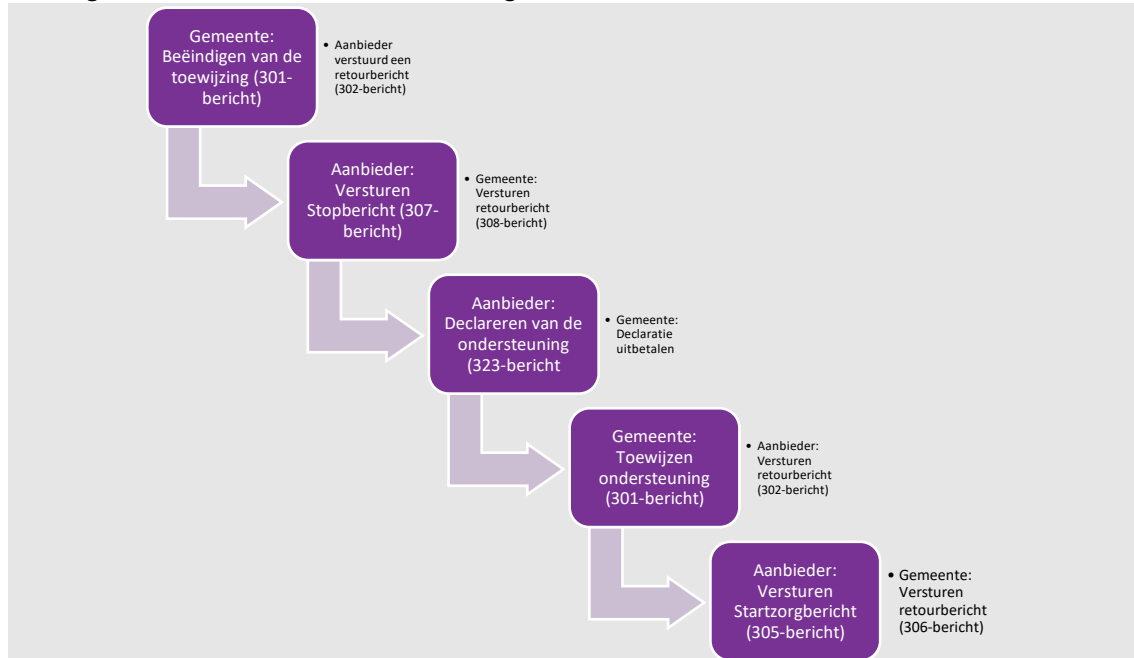 Gemeente:
Beëindigen van de
toewijzing (301-
bericht)
• Aanbieder
verstuurd een
retourbericht
(302-bericht)
Aanbieder:
Versturen
Stopbericht (307-
bericht)
• Gemeente:
Versturen
retourbericht
(308-bericht)
Aanbieder:
Declareren van de
ondersteuning
(323-bericht
• Gemeente:
Declaratie
uitbetalen
Gemeente:
Toewijzen
ondersteuning
(301-bericht)
• Aanbieder:
Versturen
retourbericht
(302-bericht)
Aanbieder:
Versturen
Startzorgbericht
(305-bericht)
• Gemeente:
Versturen
retourbericht
(306-bericht)